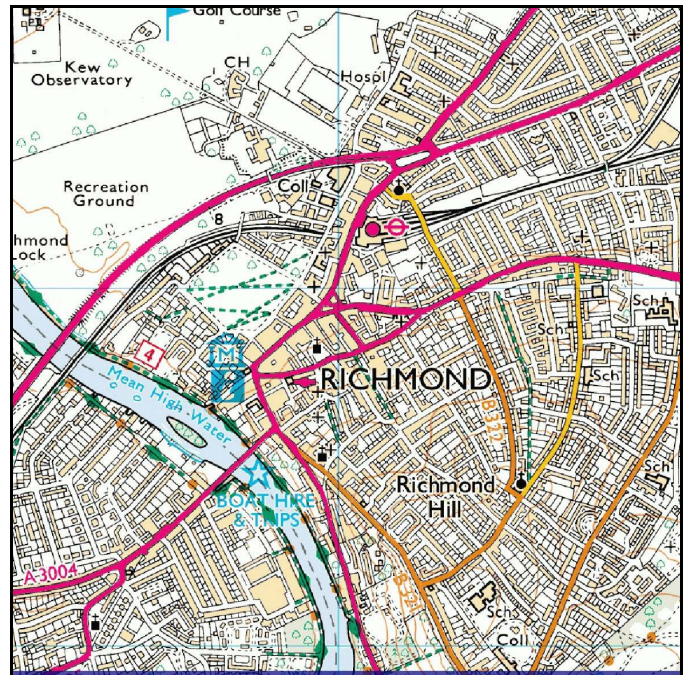 Golf Course
Kew
Observatory
CH
Hospl
Recreation
Ground
Coll
8
hmond
Lock
Sch
Sch
4
M
Mean High Water
RICHMOND
Sch
B322
Richmond
Hill
Sch
BOAT HIRE
& TRIPS
A 3004
B321
Sch
Coll